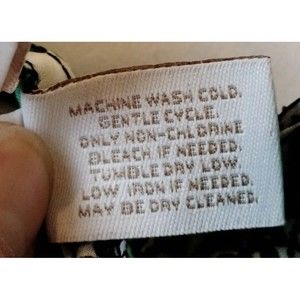 MACHINE WASH COLD.
GENTLE CYCLE.
ONLY NON-CHLORINE
BLEACH IF NEEDED.
TUMBLE DRY LOW.
LOW IRON IF NEEDED.
MAY BE DRY CLEANED.